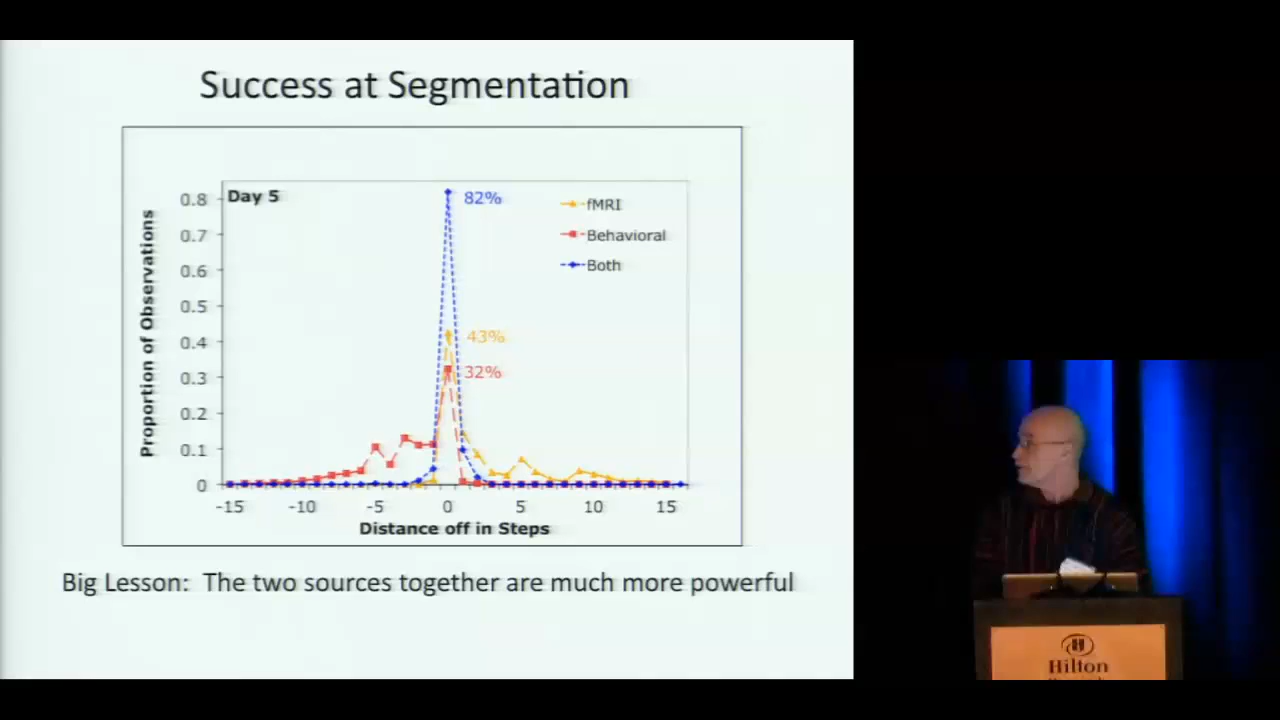 Success at Segmentation
Day 5
82%
43%
32%
fMRI
Behavioral
Both
Proportion of Observations
0.8
0.7
0.6
0.5
0.4
0.3
0.2
0.1
0
-15
-10
-5
0
5
10
15
Distance off in Steps
Big Lesson: The two sources together are much more powerful
Hilton